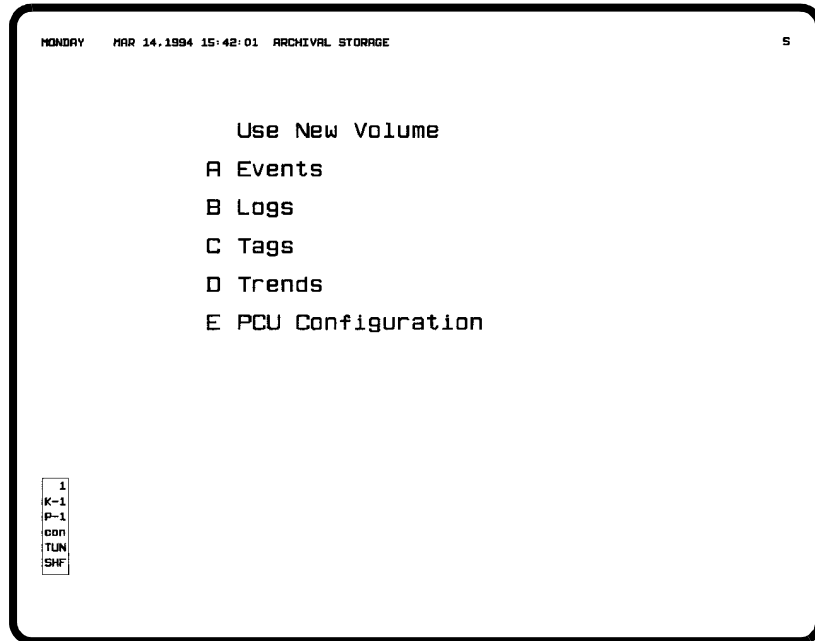 MONDAY MAR 14,1994 15:42:01 ARCHIVAL STORAGE S
Use New Volume
A Events
B Logs
C Tags
D Trends
E PCU Configuration
1
K-1
P-1
con
TUN
SHF